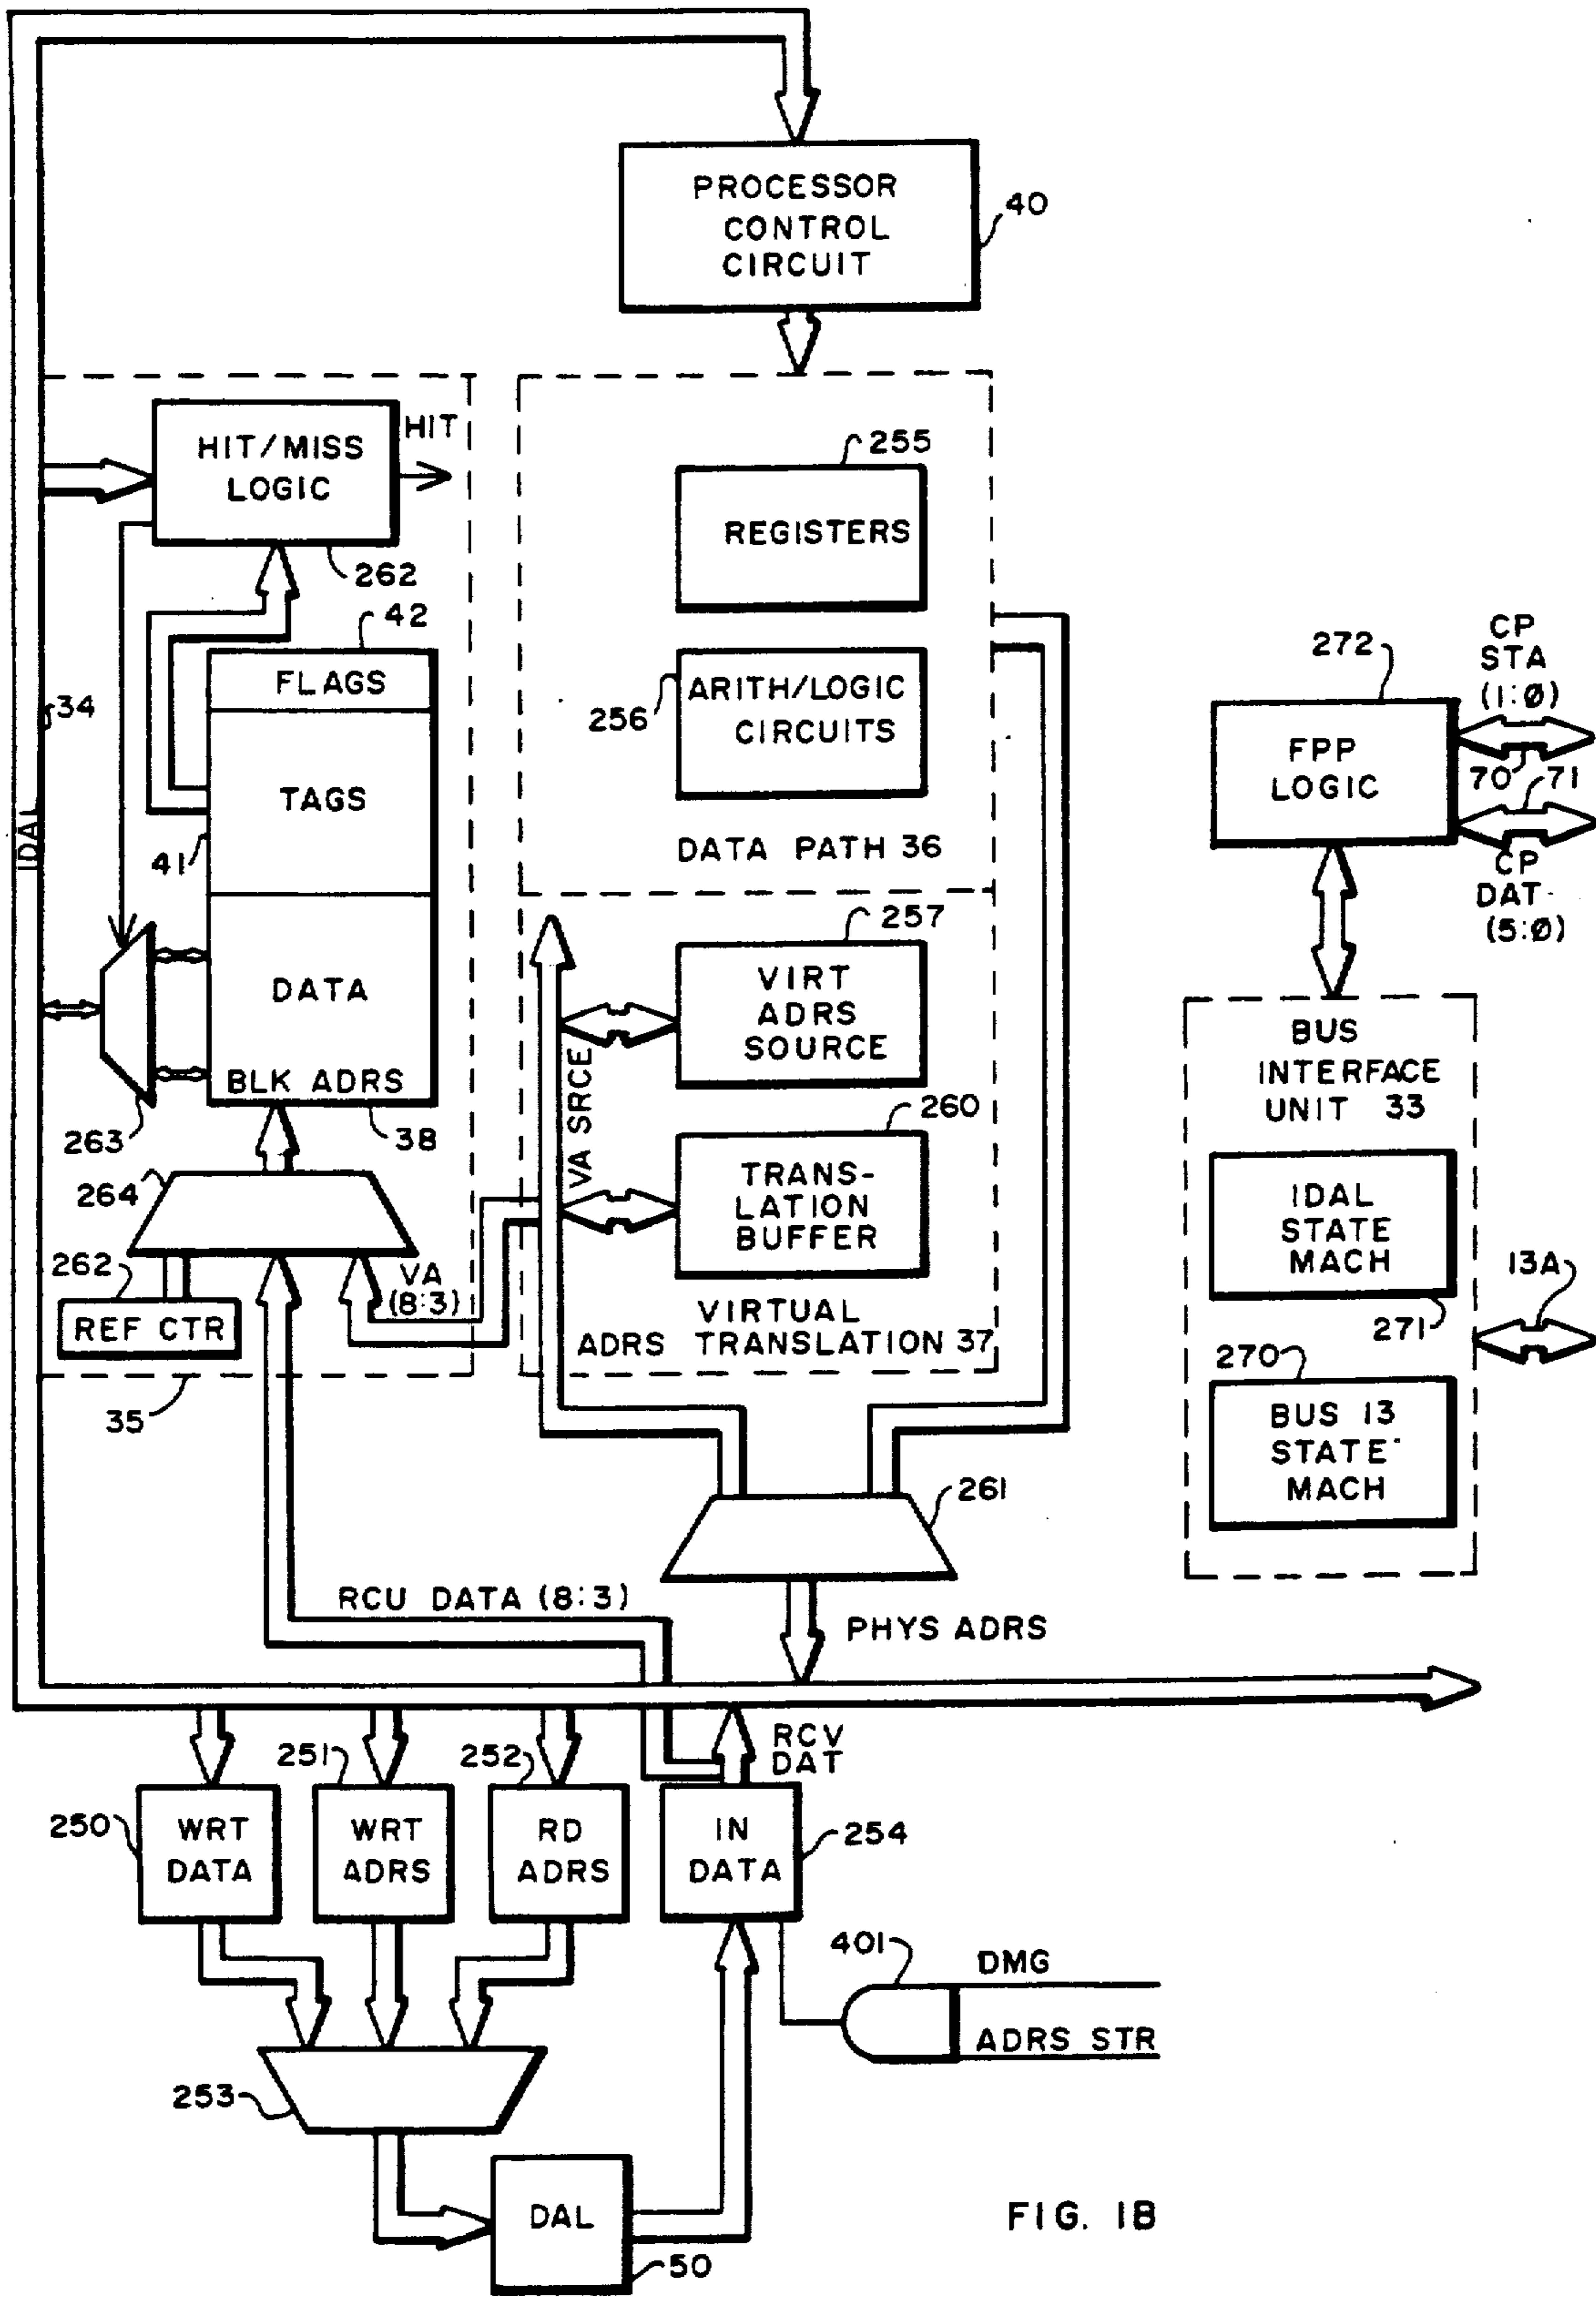 PROCESSOR
CONTROL
CIRCUIT
40
HIT/MISS
LOGIC
HIT
262
42
FLAGS
TAGS
41
34
IDAL
DATA
BLK ADRS
38
263
264
262
REF CTR
VA
(8:3)
35
255
REGISTERS
256
ARITH/LOGIC
CIRCUITS
DATA PATH 36
257
VIRT
ADRS
SOURCE
VA SRCE
260
TRANS-
LATION
BUFFER
VIRTUAL
ADRS TRANSLATION 37
261
PHYS ADRS
RCU DATA (8:3)
272
FPP
LOGIC
CP
STA
(1:0)
70
71
CP
DAT
(5:0)
BUS
INTERFACE
UNIT 33
IDAL
STATE
MACH
271
13A
270
BUS 13
STATE
MACH
RCV
DAT
250
WRT
DATA
251
WRT
ADRS
252
RD
ADRS
IN
DATA
254
401
DMG
ADRS STR
253
DAL
50
FIG. 1B